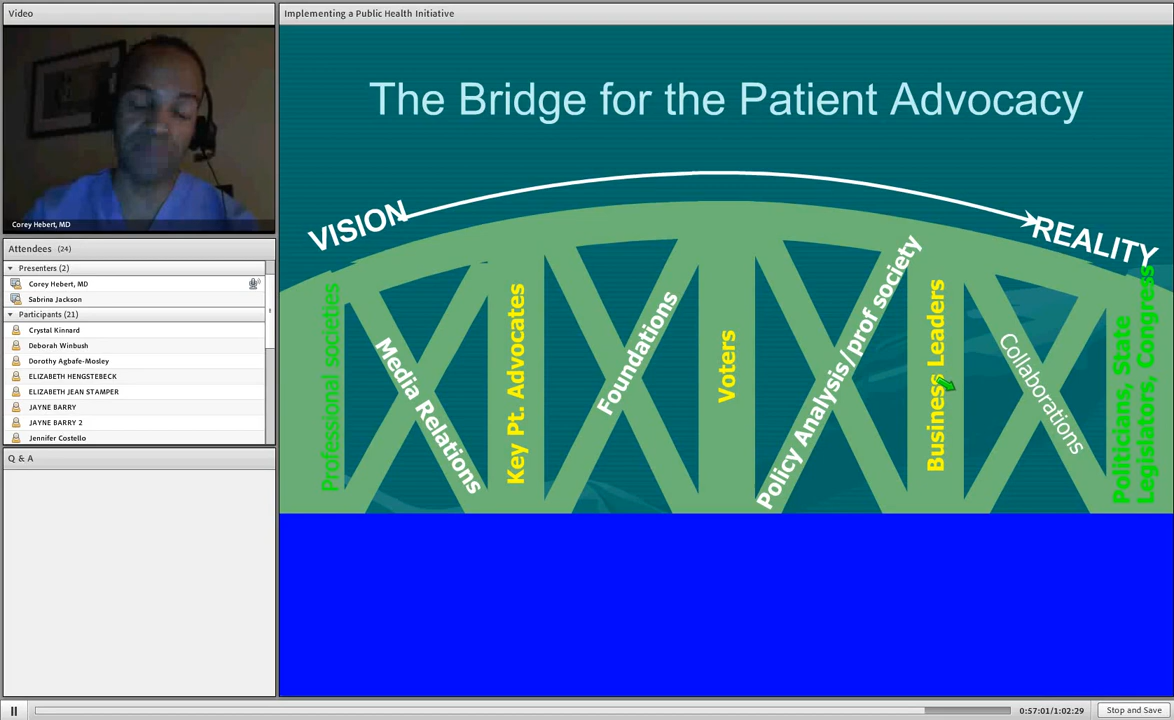 Video
Corey Hebert, MD
Attendees (24)
Presenters (2)
Corey Hebert, MD
Sabrina Jackson
Participants (21)
Crystal Kinnard
Deborah Winbush
Dorothy Agbafe-Mosley
ELIZABETH HENGSTEBECK
ELIZABETH JEAN STAMPER
JAYNE BARRY
JAYNE BARRY 2
Jennifer Costello
Q & A
Implementing a Public Health Initiative
The Bridge for the Patient Advocacy
VISION
REALITY
Professional societies
Media Relations
Key Pt. Advocates
Foundations
Voters
Policy Analysis/prof society
Business Leaders
Collaborations
Politicians, State
Legislators, Congress
0:57:01/1:02:29
Stop and Save